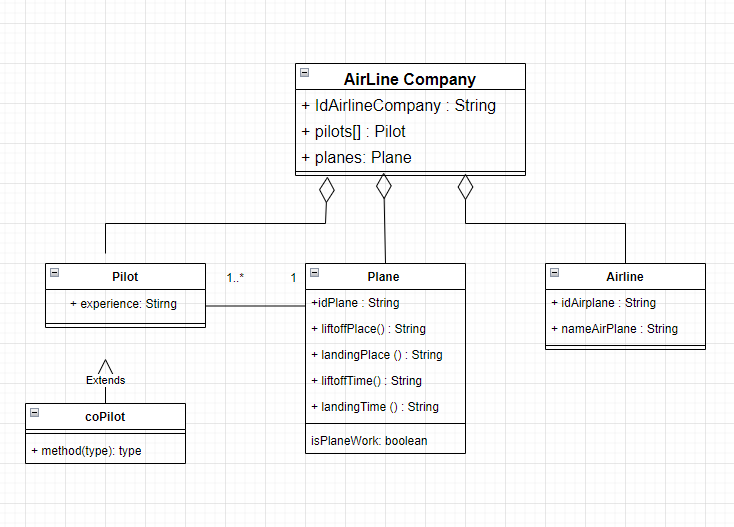 AirLine Company
+ IdAirlineCompany : String
+ pilots[] : Pilot
+ planes: Plane
Pilot
+ experience: Stirng
1..*
1
Plane
+idPlane : String
+ liftoffPlace() : String
+ landingPlace () : String
+ liftoffTime() : String
+ landingTime () : String
isPlaneWork: boolean
Airline
+ idAirplane : String
+ nameAirPlane : String
Extends
coPilot
+ method(type): type